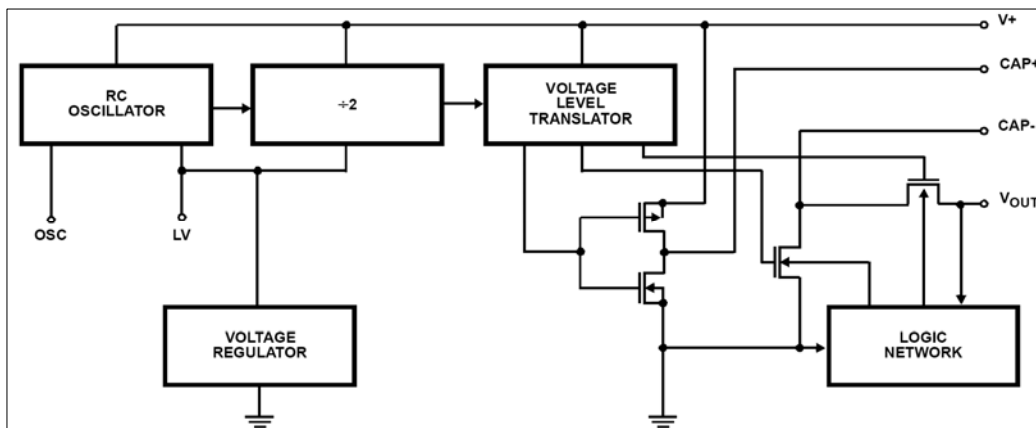 V+
RC
OSCILLATOR
÷2
VOLTAGE
LEVEL
TRANSLATOR
CAP+
CAP-
VOUT
OSC
LV
VOLTAGE
REGULATOR
LOGIC
NETWORK